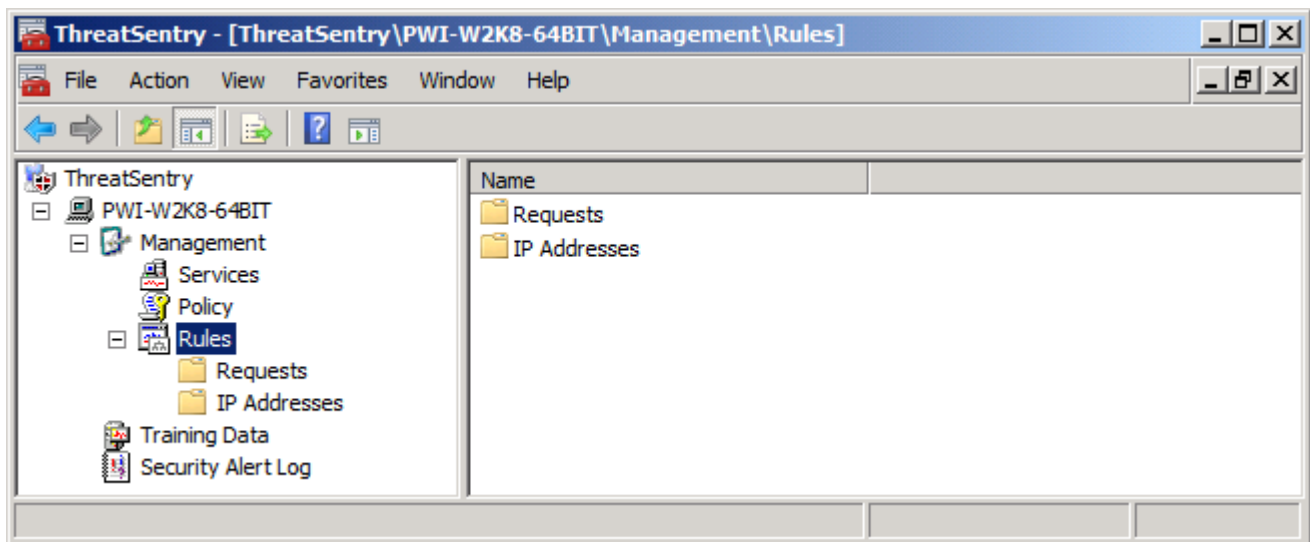 ThreatSentry - [ThreatSentry\PWI-W2K8-64BIT\Management\Rules]
File Action View Favorites Window Help
ThreatSentry
PWI-W2K8-64BIT
Management
Services
Policy
Rules
Requests
IP Addresses
Training Data
Security Alert Log
Name
Requests
IP Addresses